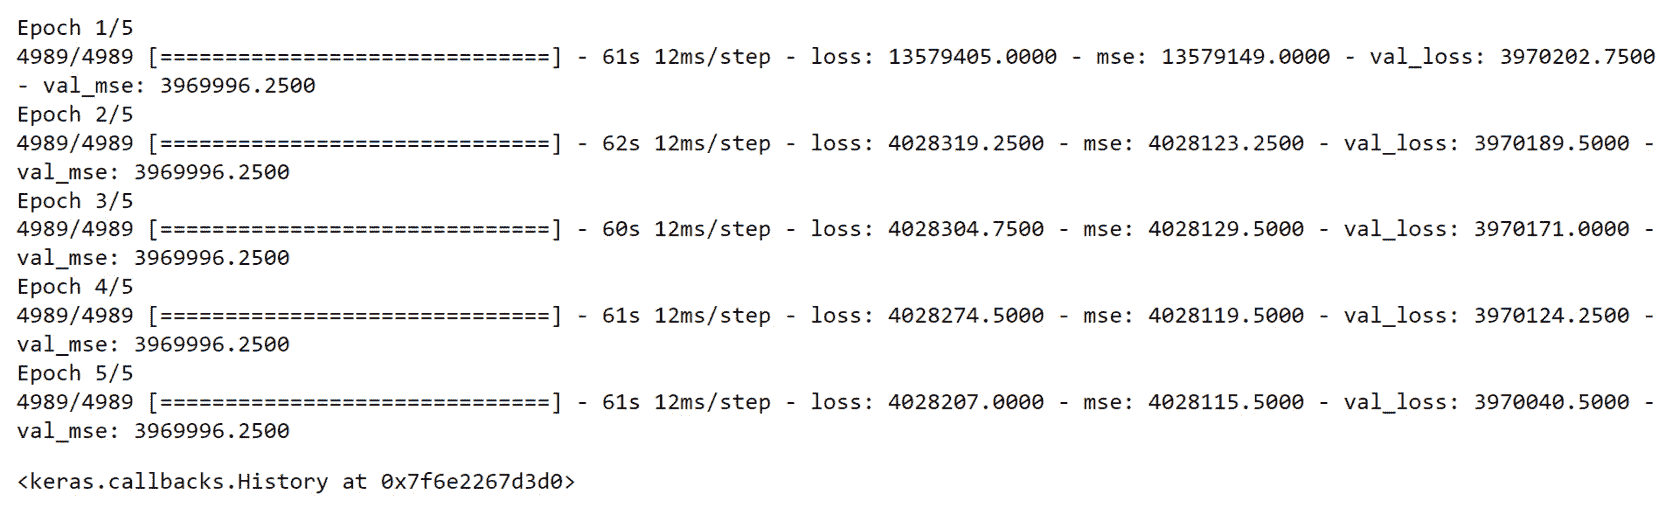 Epoch 1/5
4989/4989 [==============================] - 61s 12ms/step - loss: 13579405.0000 - mse: 13579149.0000 - val_loss: 3970202.7500
- val_mse: 3969996.2500
Epoch 2/5
4989/4989 [==============================] - 62s 12ms/step - loss: 4028319.2500 - mse: 4028123.2500 - val_loss: 3970189.5000 -
val_mse: 3969996.2500
Epoch 3/5
4989/4989 [==============================] - 60s 12ms/step - loss: 4028304.7500 - mse: 4028129.5000 - val_loss: 3970171.0000 -
val_mse: 3969996.2500
Epoch 4/5
4989/4989 [==============================] - 61s 12ms/step - loss: 4028274.5000 - mse: 4028119.5000 - val_loss: 3970124.2500 -
val_mse: 3969996.2500
Epoch 5/5
4989/4989 [==============================] - 61s 12ms/step - loss: 4028207.0000 - mse: 4028115.5000 - val_loss: 3970040.5000 -
val_mse: 3969996.2500
<keras.callbacks.History at 0x7f6e2267d3d0>